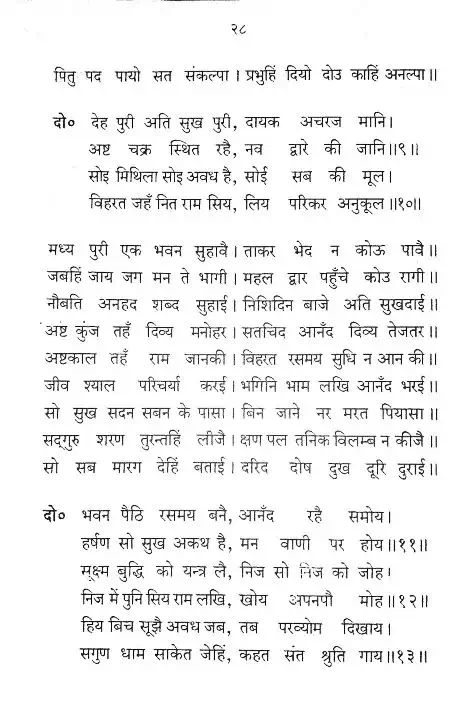 २८
पितु पद पायो सत संकल्पा । प्रभुहिं दियो दोउ काहिं अनल्पा ॥
दो० देह पुरी अति सुख पुरी, दायक अचरज मानि ।
अष्ट चक्र स्थित रहै, नव द्वारे की जानि ॥९॥
सोइ मिथिला सोइ अवध है, सोई सब की मूल ।
विहरत जहँ नित राम सिय, लिय परिकर अनुकूल ॥१०॥
मध्य पुरी एक भवन सुहावै । ताकर भेद न कोऊ पावै ॥
जबहिं जाय जग मन ते भागी । महल द्वार पहुँचे कोउ रागी ॥
नौबति अनहद शब्द सुहाई । निशिदिन बाजे अति सुखदाई ॥
अष्ट कुंज तहँ दिव्य मनोहर । सतचिद आनँद दिव्य तेजतर ॥
अष्टकाल तहँ राम जानकी । विहरत रसमय सुधि न आन की ॥
जीव श्याल परिचर्या करई । भगिनि भाम लखि आनँद भरई ॥
सो सुख सदन सबन के पासा । बिन जाने नर मरत पियासा ॥
सद्गुरु शरण तुरन्तहिं लीजै । क्षण पल तनिक विलम्ब न कीजै ॥
सो सब मारग देहिं बताई । दरिद दोष दुख दूरि दुराई ॥
दो० भवन पैठि रसमय बनै, आनँद रहै समोय ।
हर्षण सो सुख अकथ है, मन वाणी पर होय ॥११॥
सूक्ष्म बुद्धि को यन्त्र लै, निज सो निज को जोह ।
निज में पुनि सिय राम लखि, खोय अपनपौ मोह ॥१२॥
हिय बिच सूझै अवध जब, तब परव्योम दिखाय ।
सगुण धाम साकेत जेहिं, कहत संत श्रुति गाय ॥१३॥